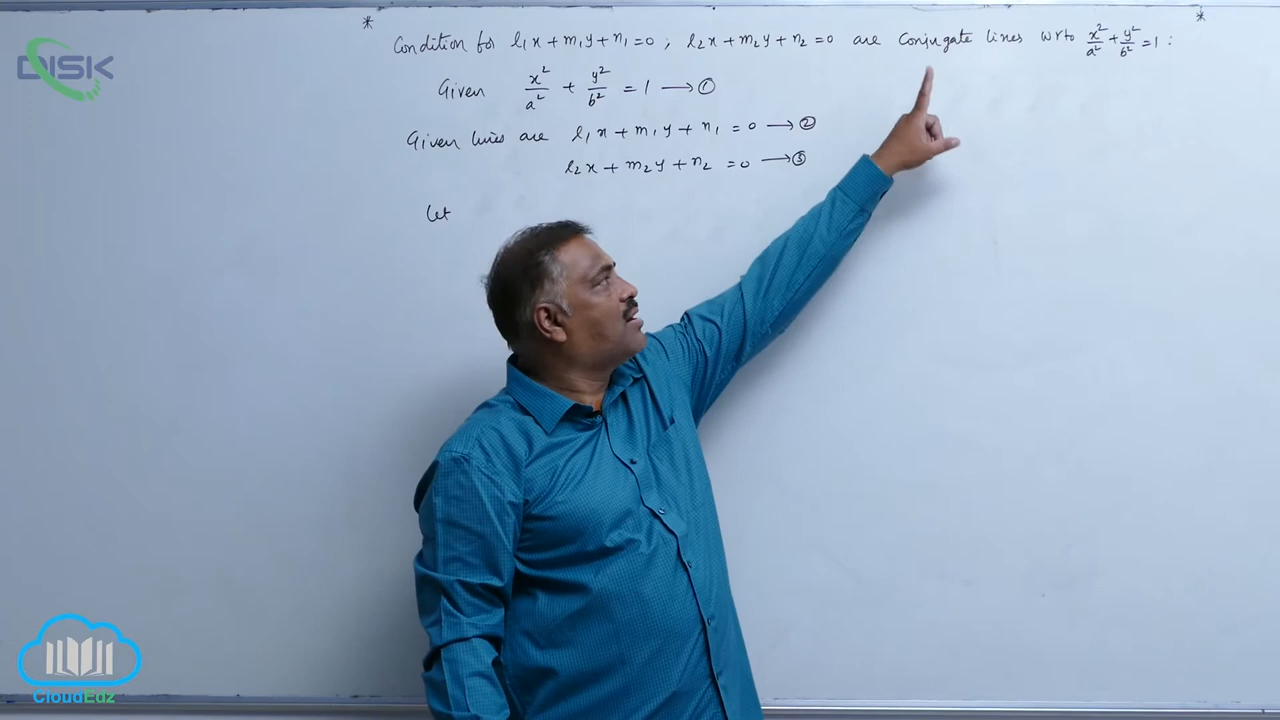 DISK
* *
Condition for l₁x + m₁y + n₁ = 0 ; l₂x + m₂y + n₂ = 0 are conjugate lines w.r.to x²/a² + y²/b² = 1 :
Given x²/a² + y²/b² = 1 → ①
Given lines are l₁x + m₁y + n₁ = 0 → ②
l₂x + m₂y + n₂ = 0 → ③
Let
CloudEdz